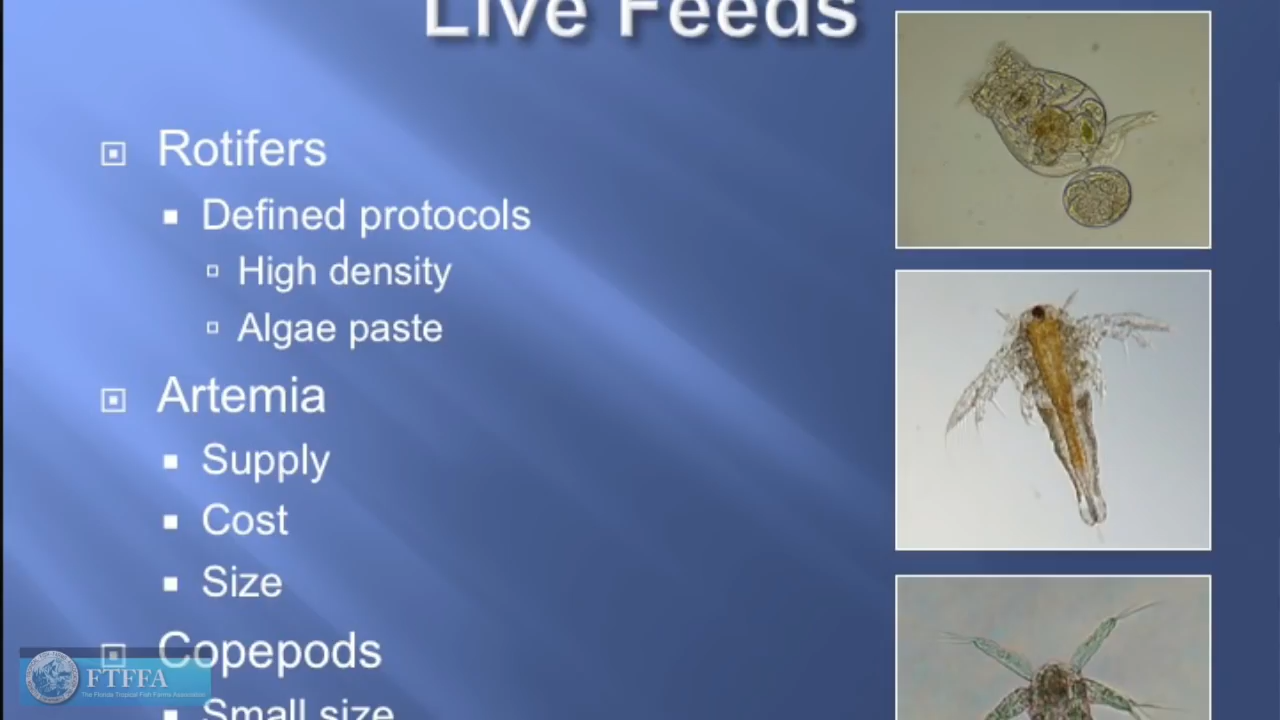 Live Feeds
Rotifers
Defined protocols
High density
Algae paste
Artemia
Supply
Cost
Size
Copepods
Small size
FTFFA
The Florida Tropical Fish Farms Association